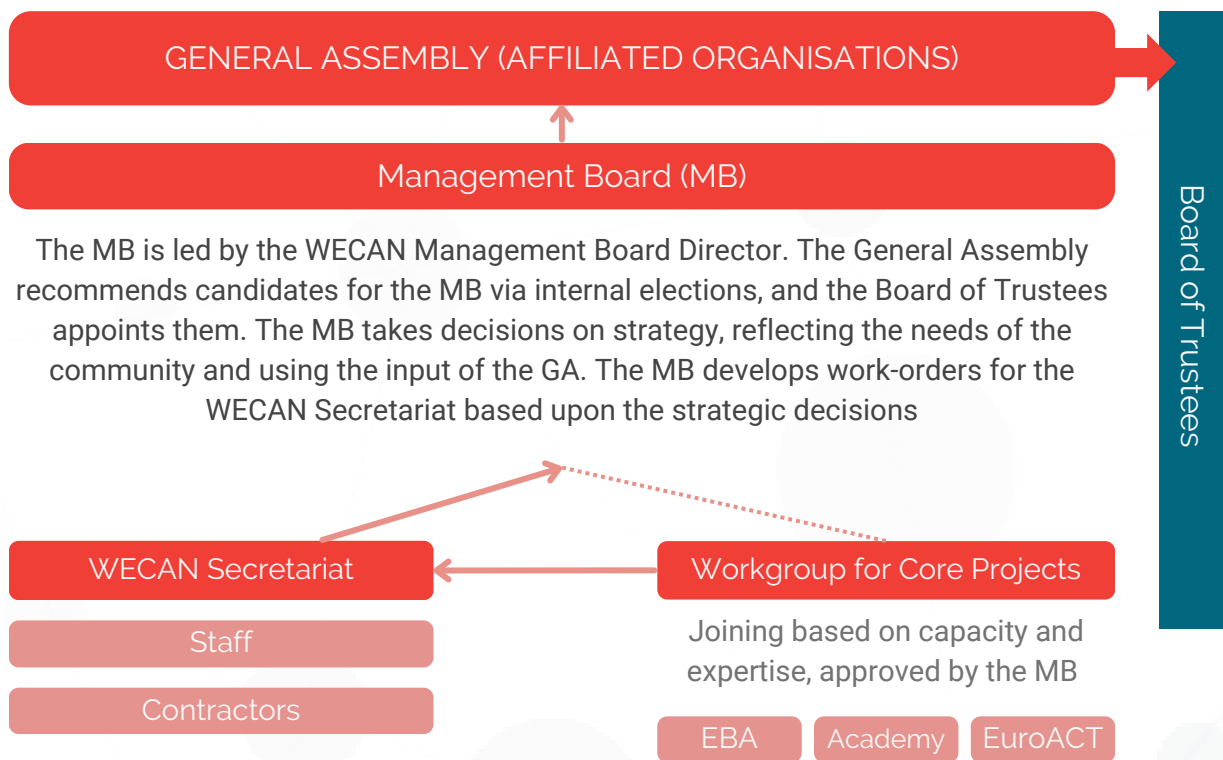 GENERAL ASSEMBLY (AFFILIATED ORGANISATIONS)
Management Board (MB)
The MB is led by the WECAN Management Board Director. The General Assembly
recommends candidates for the MB via internal elections, and the Board of Trustees
appoints them. The MB takes decisions on strategy, reflecting the needs of the
community and using the input of the GA. The MB develops work-orders for the
WECAN Secretariat based upon the strategic decisions
Board of Trustees
WECAN Secretariat
Staff
Contractors
Workgroup for Core Projects
Joining based on capacity and
expertise, approved by the MB
EBA
Academy
EuroACT